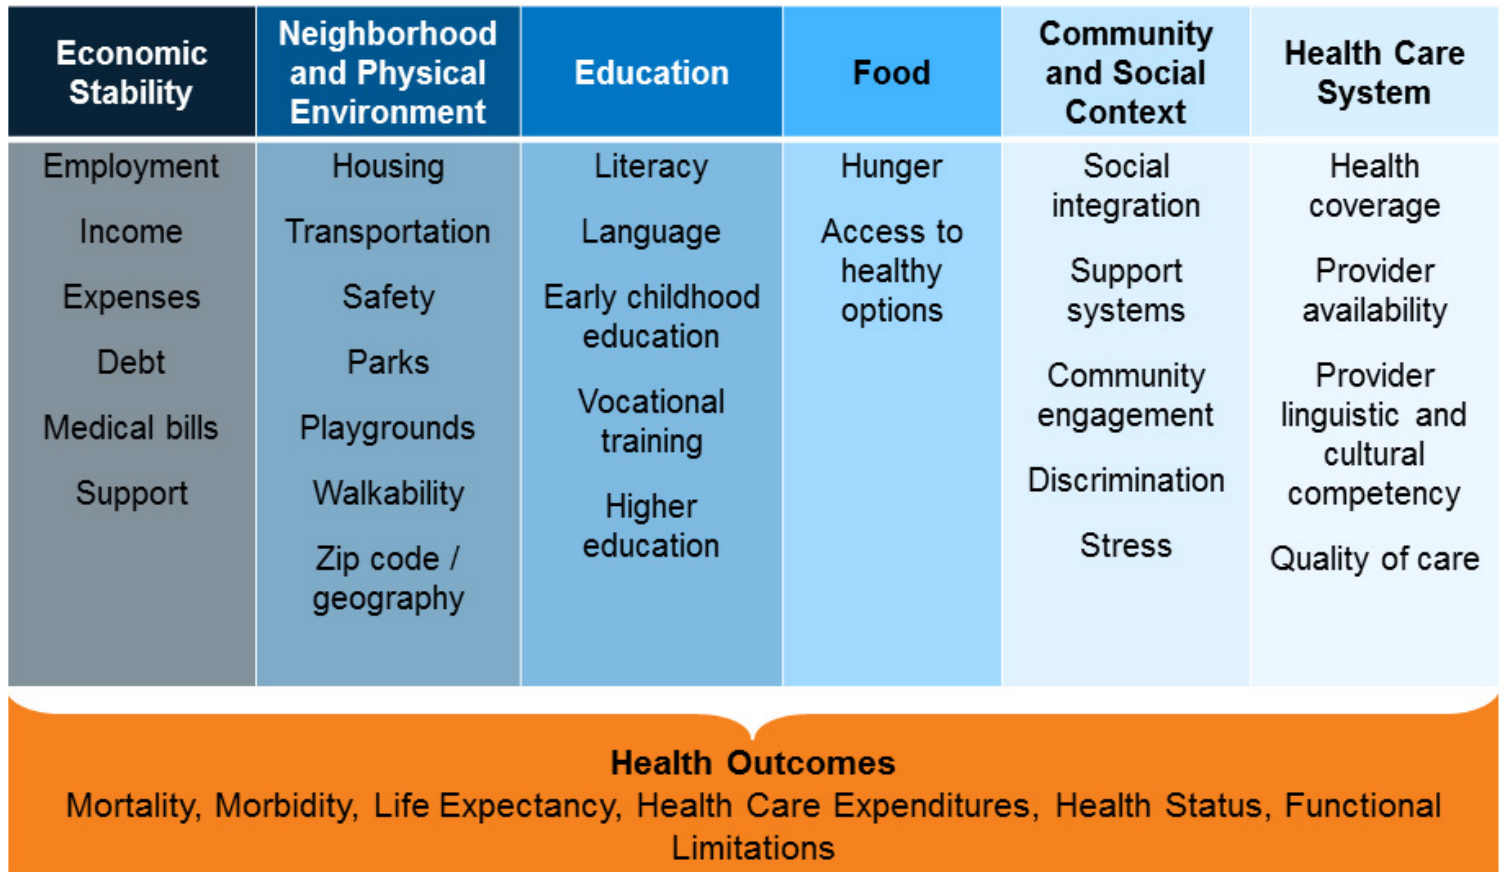 Economic
Stability
Neighborhood
and Physical
Environment
Education
Food
Community
and Social
Context
Health Care
System
Employment
Income
Expenses
Debt
Medical bills
Support
Housing
Transportation
Safety
Parks
Playgrounds
Walkability
Zip code /
geography
Literacy
Language
Early childhood
education
Vocational
training
Higher
education
Hunger
Access to
healthy
options
Social
integration
Support
systems
Community
engagement
Discrimination
Stress
Health
coverage
Provider
availability
Provider
linguistic and
cultural
competency
Quality of care
Health Outcomes
Mortality, Morbidity, Life Expectancy, Health Care Expenditures, Health Status, Functional
Limitations